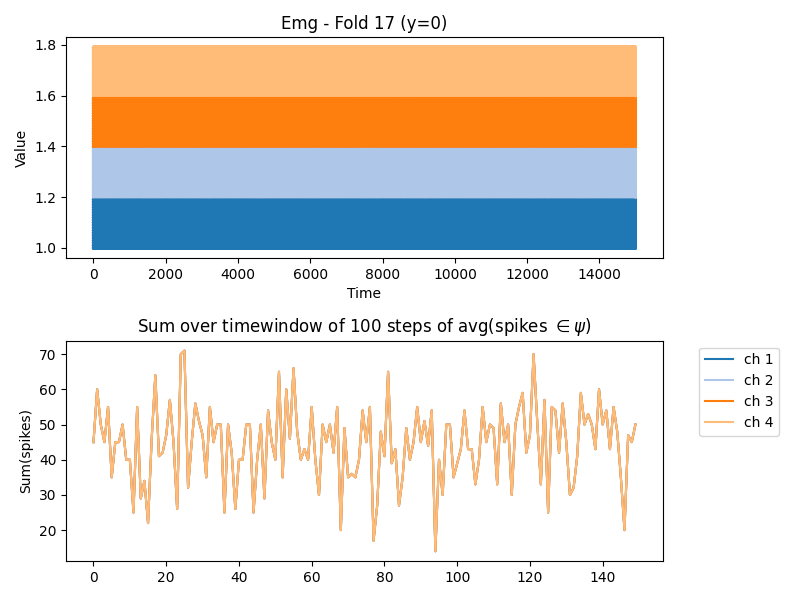 Emg - Fold 17 (y=0)
Value
1.8
1.6
1.4
1.2
1.0
0 2000 4000 6000 8000 10000 12000 14000
Time
Sum over timewindow of 100 steps of avg(spikes ∈ ψ)
Sum(spikes)
70
60
50
40
30
20
0 20 40 60 80 100 120 140
ch 1
ch 2
ch 3
ch 4